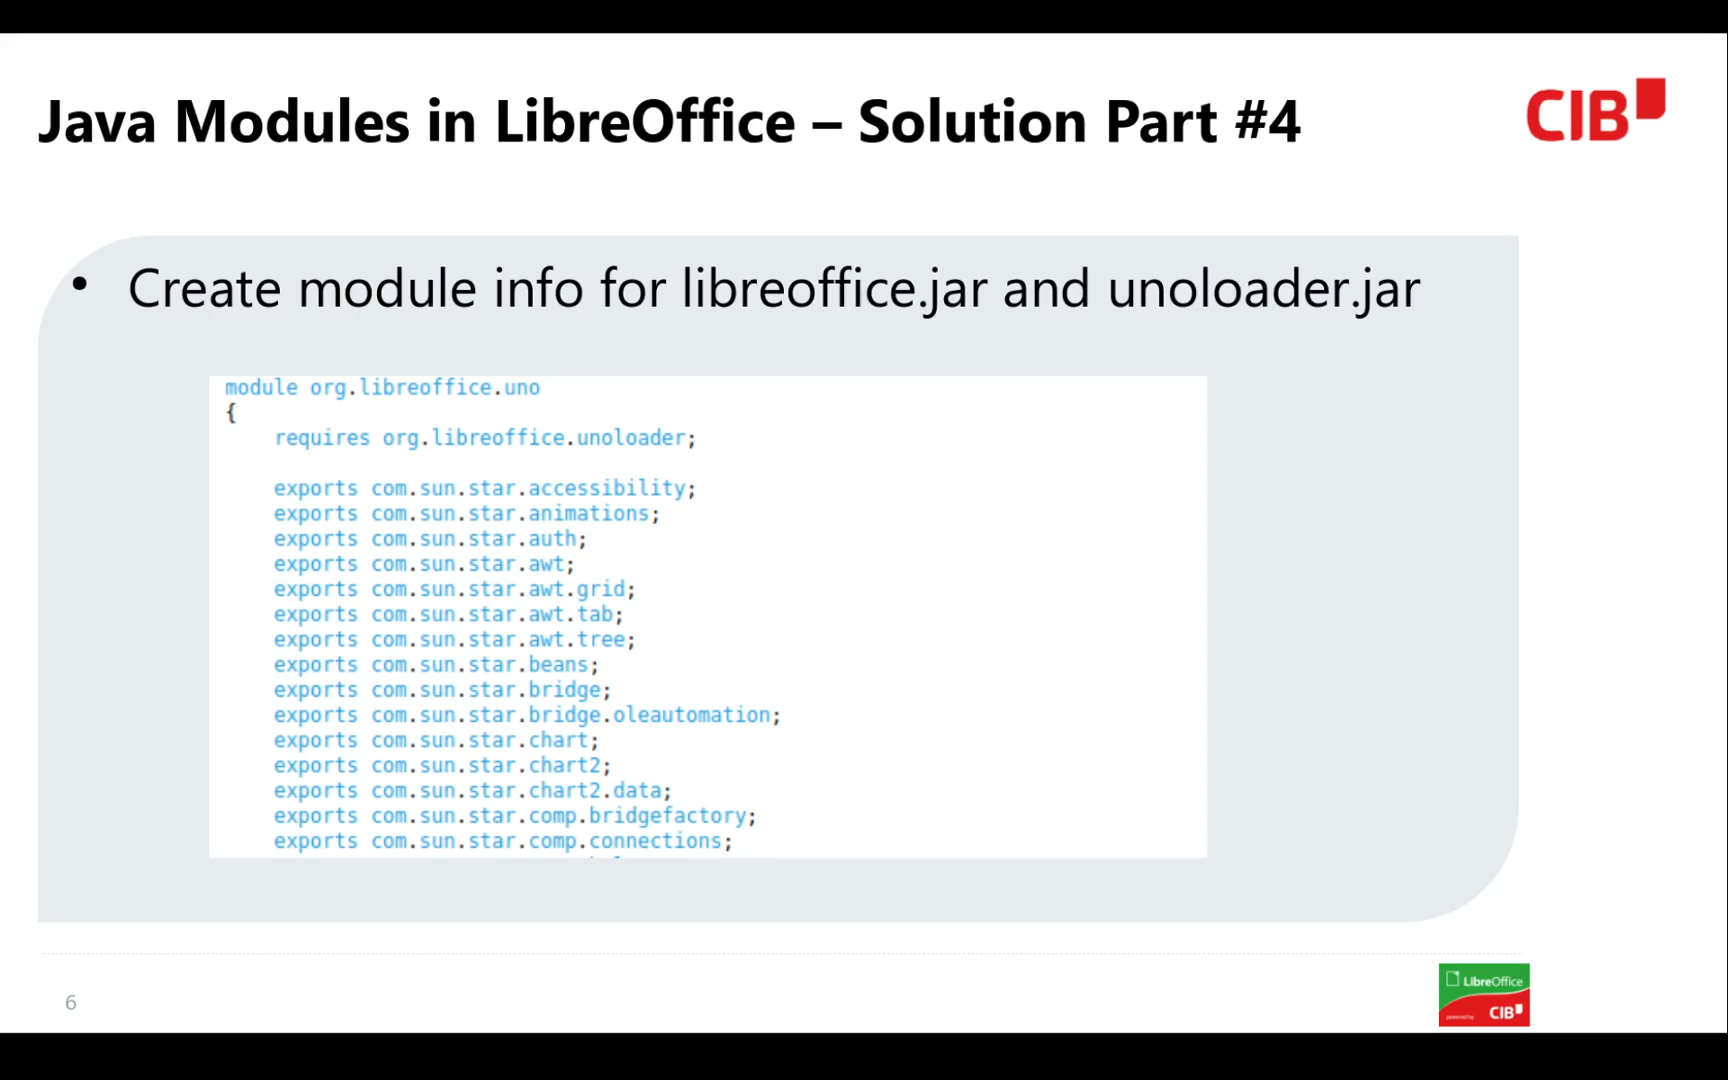 Java Modules in LibreOffice – Solution Part #4
CIB
• Create module info for libreoffice.jar and unoloader.jar
module org.libreoffice.uno
{
requires org.libreoffice.unoloader;
exports com.sun.star.accessibility;
exports com.sun.star.animations;
exports com.sun.star.auth;
exports com.sun.star.awt;
exports com.sun.star.awt.grid;
exports com.sun.star.awt.tab;
exports com.sun.star.awt.tree;
exports com.sun.star.beans;
exports com.sun.star.bridge;
exports com.sun.star.bridge.oleautomation;
exports com.sun.star.chart;
exports com.sun.star.chart2;
exports com.sun.star.chart2.data;
exports com.sun.star.comp.bridgefactory;
exports com.sun.star.comp.connections;
6
LibreOffice
powered by CIB